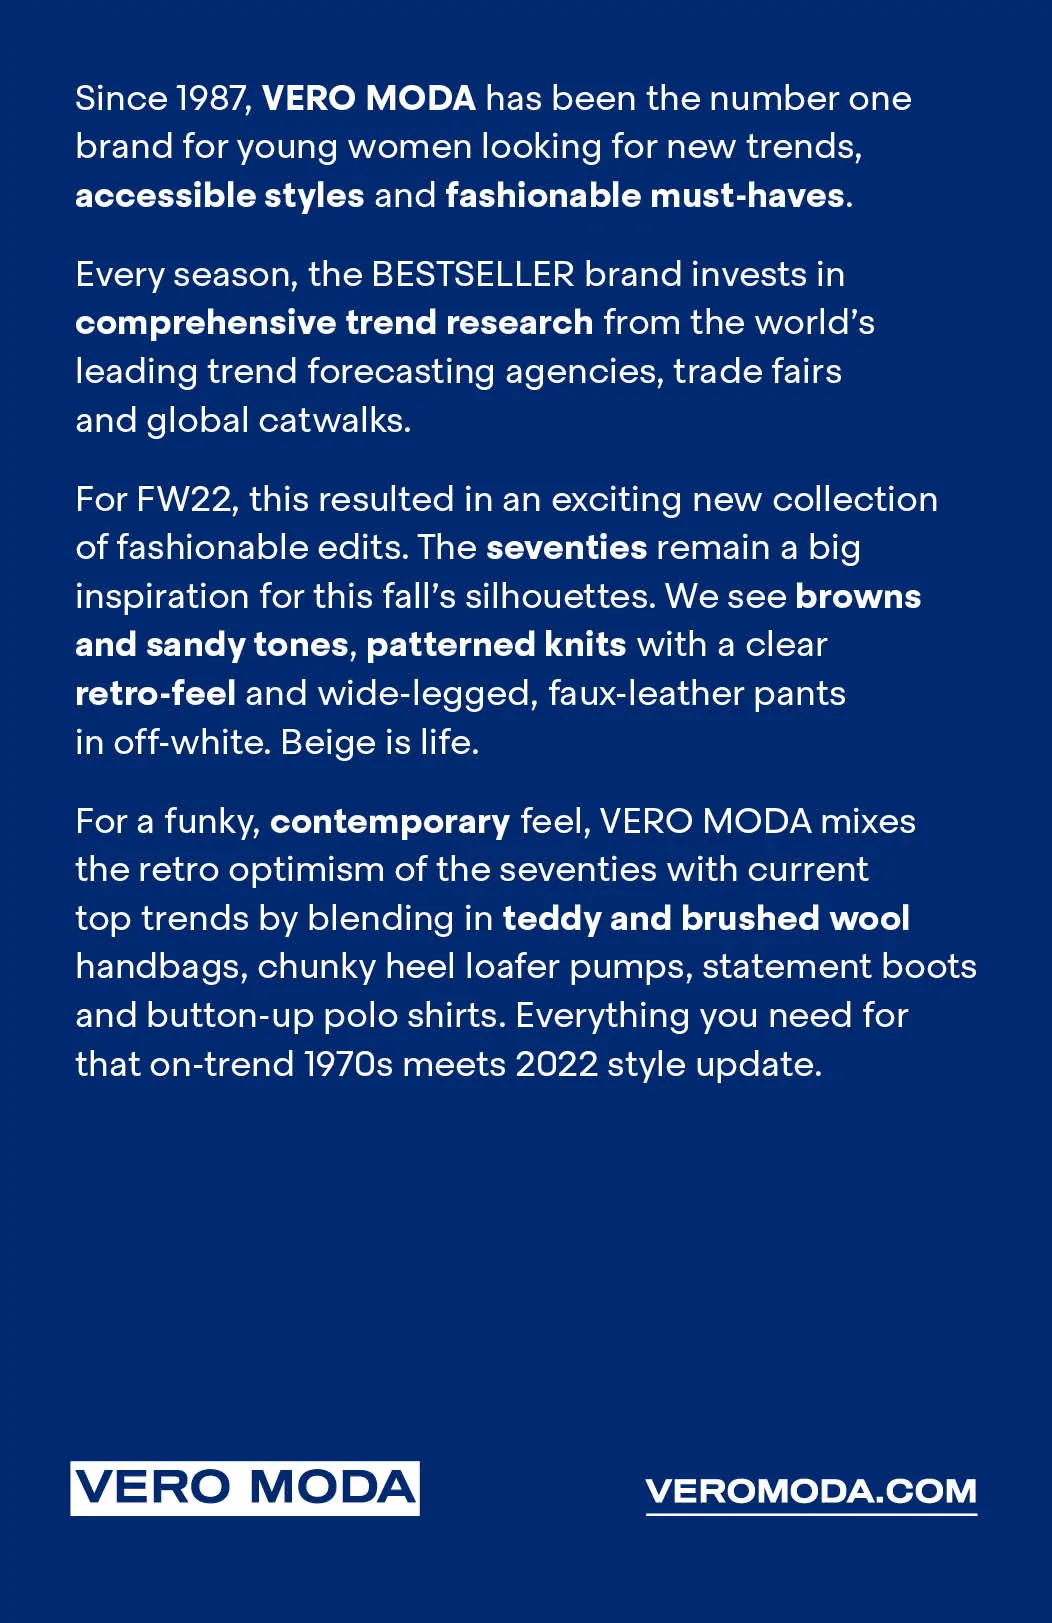 Since 1987, VERO MODA has been the number one
brand for young women looking for new trends,
accessible styles and fashionable must-haves.
Every season, the BESTSELLER brand invests in
comprehensive trend research from the world’s
leading trend forecasting agencies, trade fairs
and global catwalks.
For FW22, this resulted in an exciting new collection
of fashionable edits. The seventies remain a big
inspiration for this fall’s silhouettes. We see browns
and sandy tones, patterned knits with a clear
retro-feel and wide-legged, faux-leather pants
in off-white. Beige is life.
For a funky, contemporary feel, VERO MODA mixes
the retro optimism of the seventies with current
top trends by blending in teddy and brushed wool
handbags, chunky heel loafer pumps, statement boots
and button-up polo shirts. Everything you need for
that on-trend 1970s meets 2022 style update.
VERO MODA
VEROMODA.COM